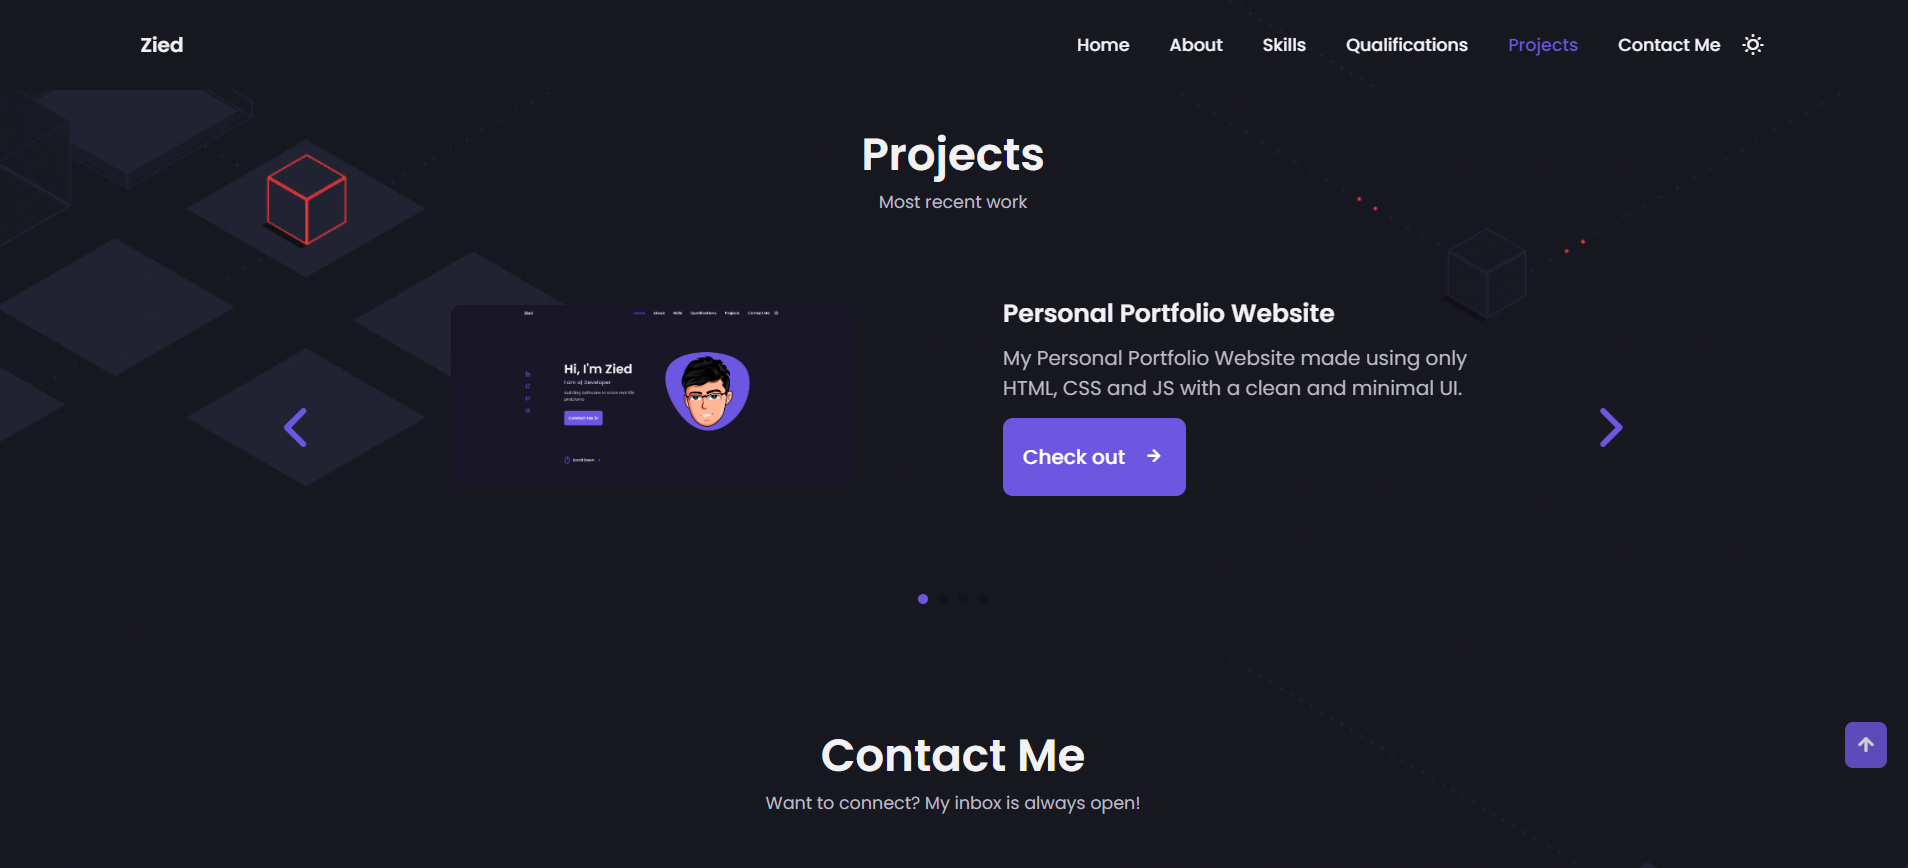 Zied
Home About Skills Qualifications Projects Contact Me
Projects
Most recent work
Zied
Home About Skills Qualifications Projects Contact Me
Hi, I'm Zied
Contact Me
Scroll Down
Personal Portfolio Website
My Personal Portfolio Website made using only
HTML, CSS and JS with a clean and minimal UI.
Check out
Contact Me
Want to connect? My inbox is always open!